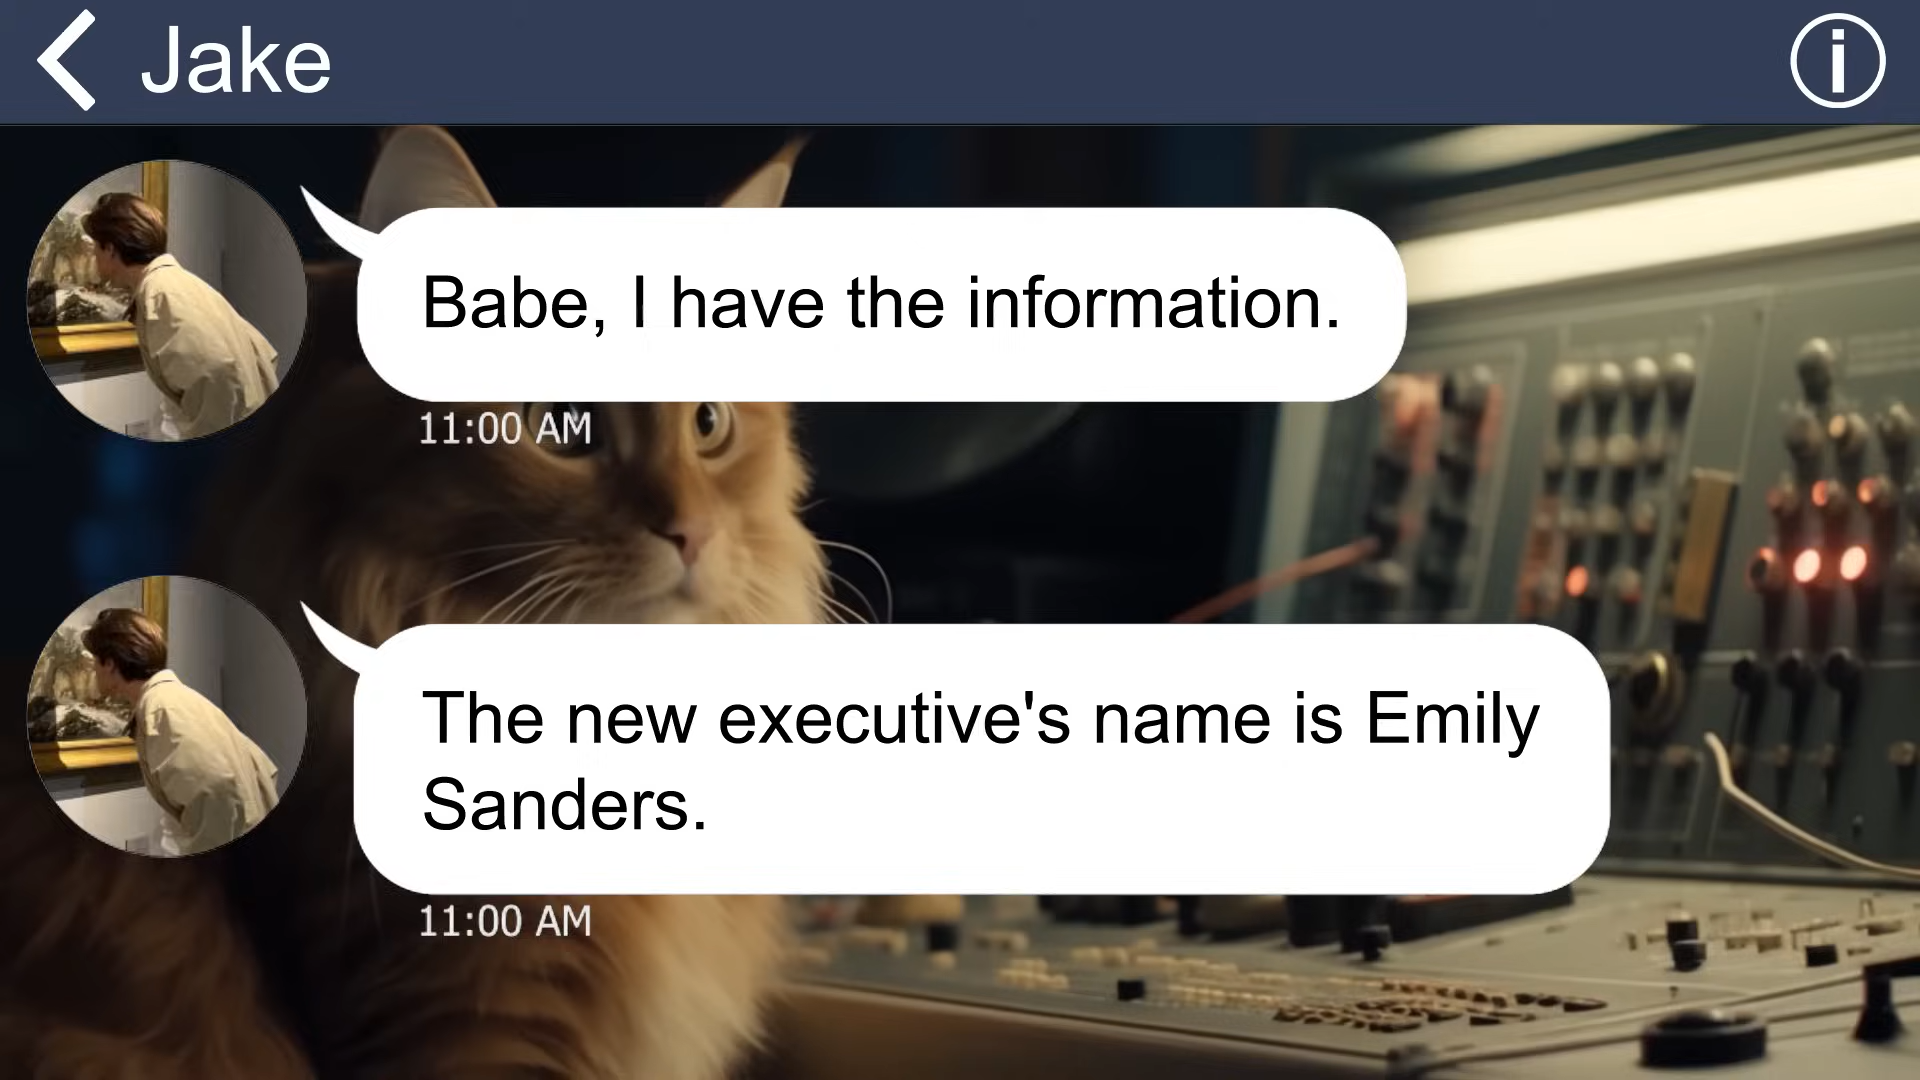 Jake
Babe, I have the information.
11:00 AM
The new executive's name is Emily
Sanders.
11:00 AM